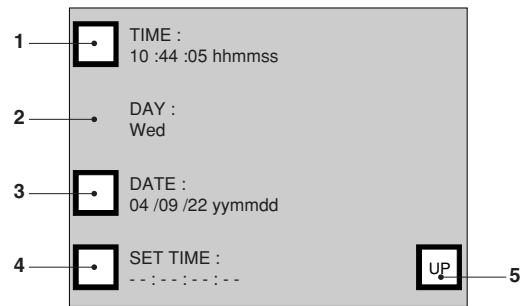 1
TIME :
10 :44 :05 hhmmss
2
DAY :
Wed
3
DATE :
04 /09 /22 yymmdd
4
SET TIME :
- - : - - : - - : - -
UP
5